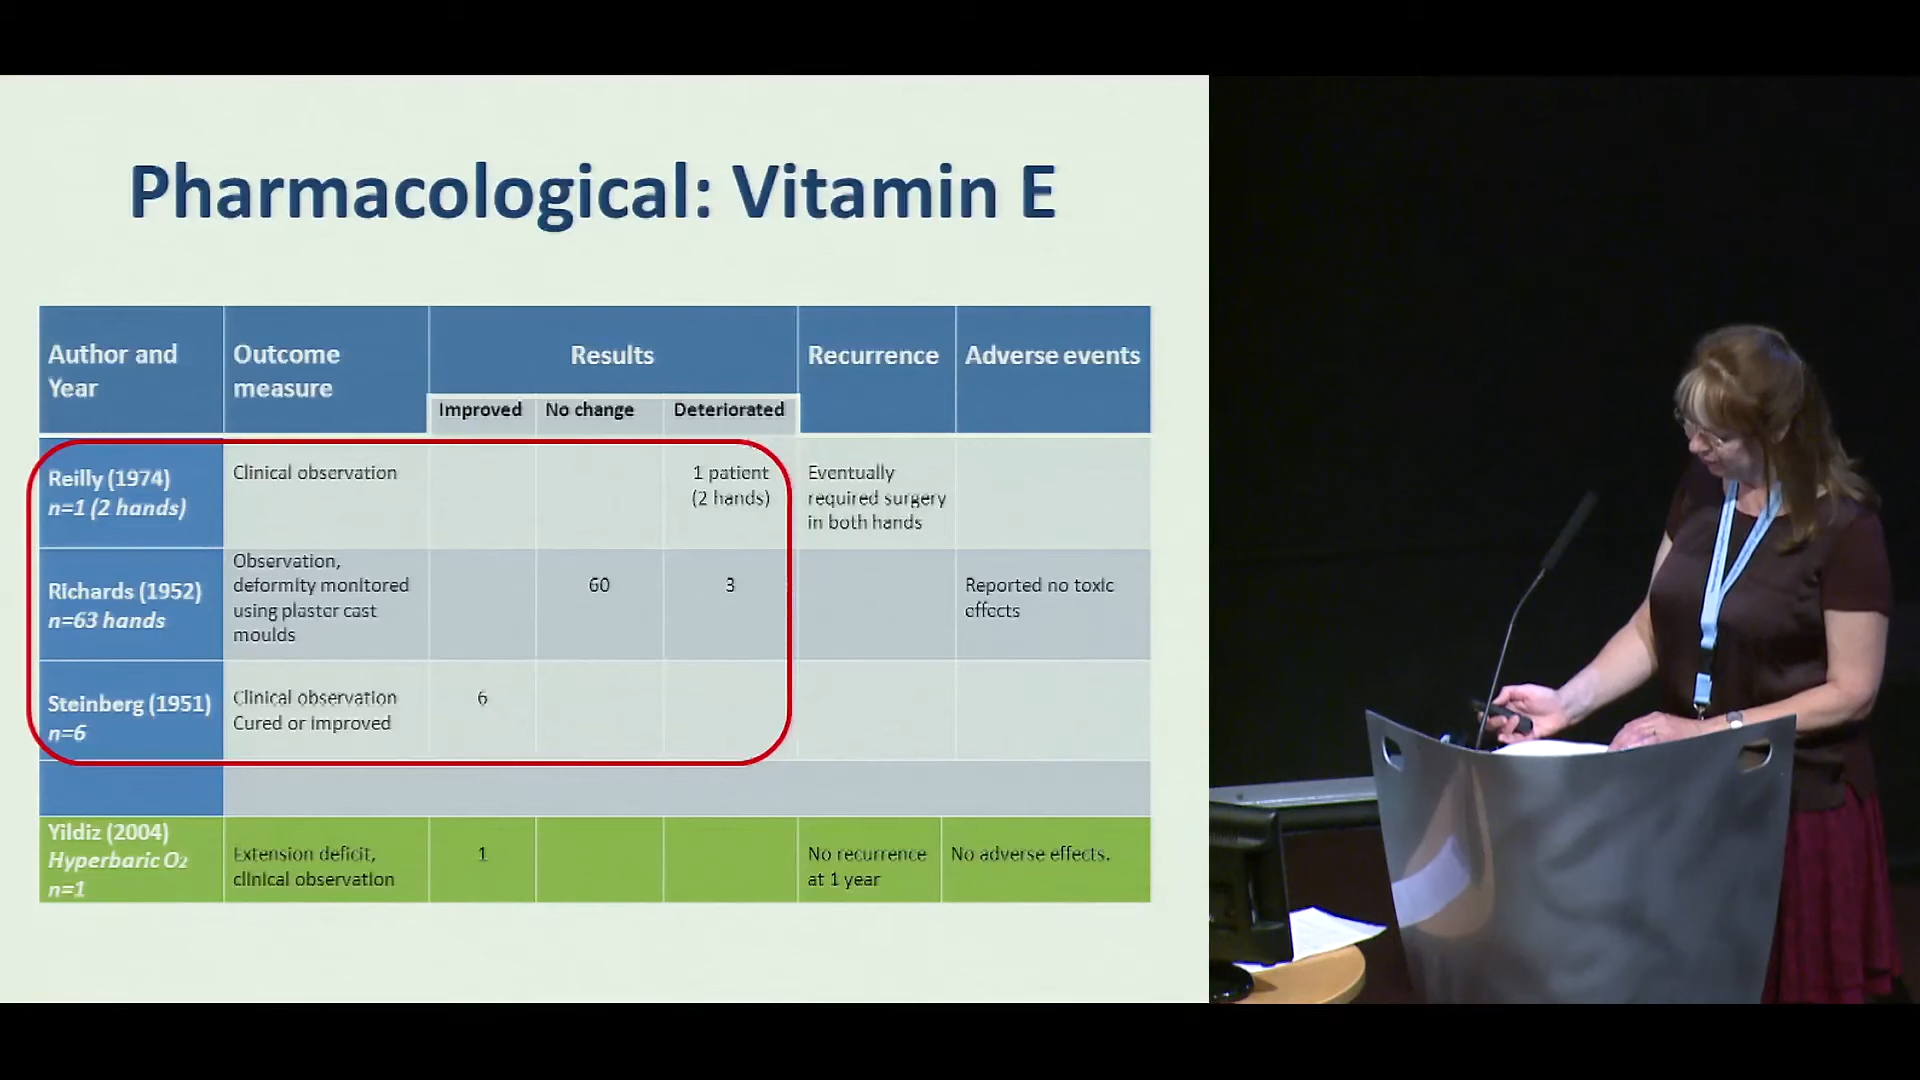 Pharmacological: Vitamin E
Author and
Year
Outcome
measure
Results
Recurrence
Adverse events
Improved
No change
Deteriorated
Reilly (1974)
n=1 (2 hands)
Clinical observation
1 patient
(2 hands)
Eventually
required surgery
in both hands
Richards (1952)
n=63 hands
Observation,
deformity monitored
using plaster cast
moulds
60
3
Reported no toxic
effects
Steinberg (1951)
n=6
Clinical observation
Cured or Improved
6
Yildiz (2004)
Hyperbaric O2
n=1
Extension deficit,
clinical observation
1
No recurrence
at 1 year
No adverse effects.